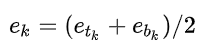 e_k = (e_{t_k} + e_{b_k})/2